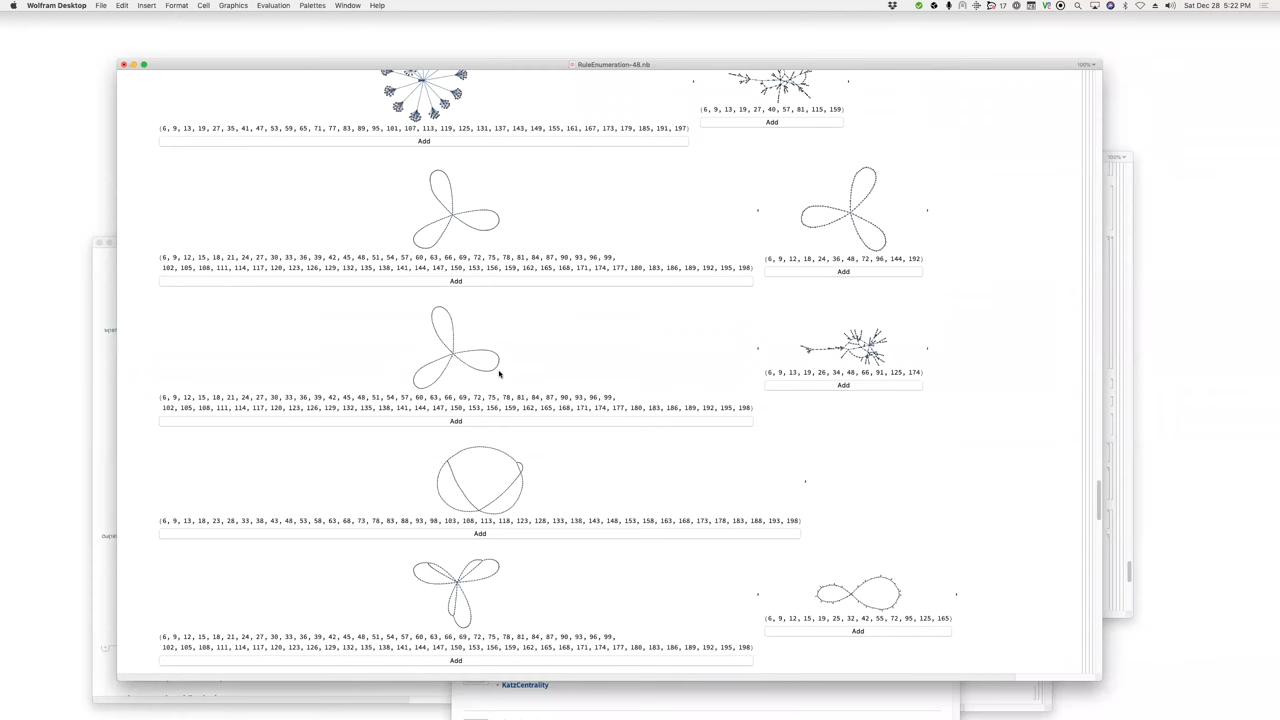 Wolfram Desktop File Edit Insert Format Cell Graphics Evaluation Palettes Window Help
17
Sat Dec 28 5:22 PM
RuleEnumeration-48.nb
100%
100%
{6, 9, 13, 19, 27, 35, 41, 47, 53, 59, 65, 71, 77, 83, 89, 95, 101, 107, 113, 119, 125, 131, 137, 143, 149, 155, 161, 167, 173, 179, 185, 191, 197}
Add
{6, 9, 13, 19, 27, 40, 57, 81, 115, 159}
Add
{6, 9, 12, 15, 18, 21, 24, 27, 30, 33, 36, 39, 42, 45, 48, 51, 54, 57, 60, 63, 66, 69, 72, 75, 78, 81, 84, 87, 90, 93, 96, 99,
102, 105, 108, 111, 114, 117, 120, 123, 126, 129, 132, 135, 138, 141, 144, 147, 150, 153, 156, 159, 162, 165, 168, 171, 174, 177, 180, 183, 186, 189, 192, 195, 198}
Add
{6, 9, 12, 18, 24, 36, 48, 72, 96, 144, 192}
Add
{6, 9, 12, 15, 18, 21, 24, 27, 30, 33, 36, 39, 42, 45, 48, 51, 54, 57, 60, 63, 66, 69, 72, 75, 78, 81, 84, 87, 90, 93, 96, 99,
102, 105, 108, 111, 114, 117, 120, 123, 126, 129, 132, 135, 138, 141, 144, 147, 150, 153, 156, 159, 162, 165, 168, 171, 174, 177, 180, 183, 186, 189, 192, 195, 198}
Add
{6, 9, 13, 19, 26, 34, 48, 66, 91, 125, 174}
Add
{6, 9, 13, 18, 23, 28, 33, 38, 43, 48, 53, 58, 63, 68, 73, 78, 83, 88, 93, 98, 103, 108, 113, 118, 123, 128, 133, 138, 143, 148, 153, 158, 163, 168, 173, 178, 183, 188, 193, 198}
Add
{6, 9, 12, 15, 18, 21, 24, 27, 30, 33, 36, 39, 42, 45, 48, 51, 54, 57, 60, 63, 66, 69, 72, 75, 78, 81, 84, 87, 90, 93, 96, 99,
102, 105, 108, 111, 114, 117, 120, 123, 126, 129, 132, 135, 138, 141, 144, 147, 150, 153, 156, 159, 162, 165, 168, 171, 174, 177, 180, 183, 186, 189, 192, 195, 198}
Add
{6, 9, 12, 15, 19, 25, 32, 42, 55, 72, 95, 125, 165}
Add
KatzCentrality